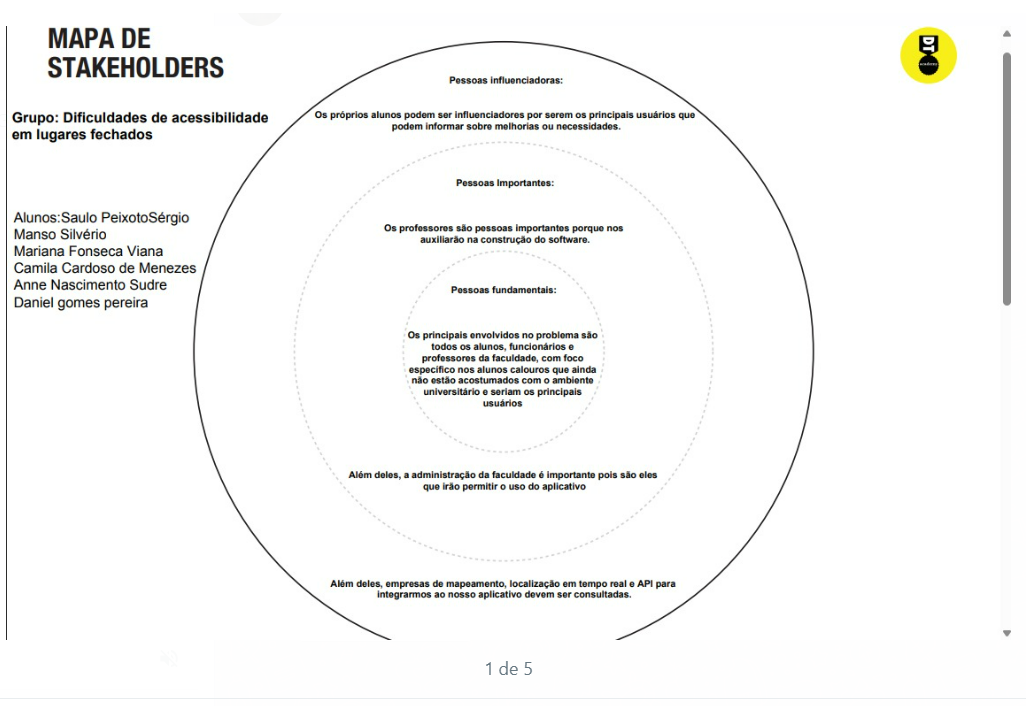 MAPA DE
STAKEHOLDERS
DT
academy
Grupo: Dificuldades de acessibilidade
em lugares fechados
Alunos:Saulo PeixotoSérgio
Manso Silvério
Mariana Fonseca Viana
Camila Cardoso de Menezes
Anne Nascimento Sudre
Daniel gomes pereira
Pessoas influenciadoras:
Os próprios alunos podem ser influenciadores por serem os principais usuários que
podem informar sobre melhorias ou necessidades.
Pessoas Importantes:
Os professores são pessoas importantes porque nos
auxiliarão na construção do software.
Pessoas fundamentais:
Os principais envolvidos no problema são
todos os alunos, funcionários e
professores da faculdade, com foco
específico nos alunos calouros que ainda
não estão acostumados com o ambiente
universitário e seriam os principais
usuários
Além deles, a administração da faculdade é importante pois são eles
que irão permitir o uso do aplicativo
Além deles, empresas de mapeamento, localização em tempo real e API para
integrarmos ao nosso aplicativo devem ser consultadas.
1 de 5